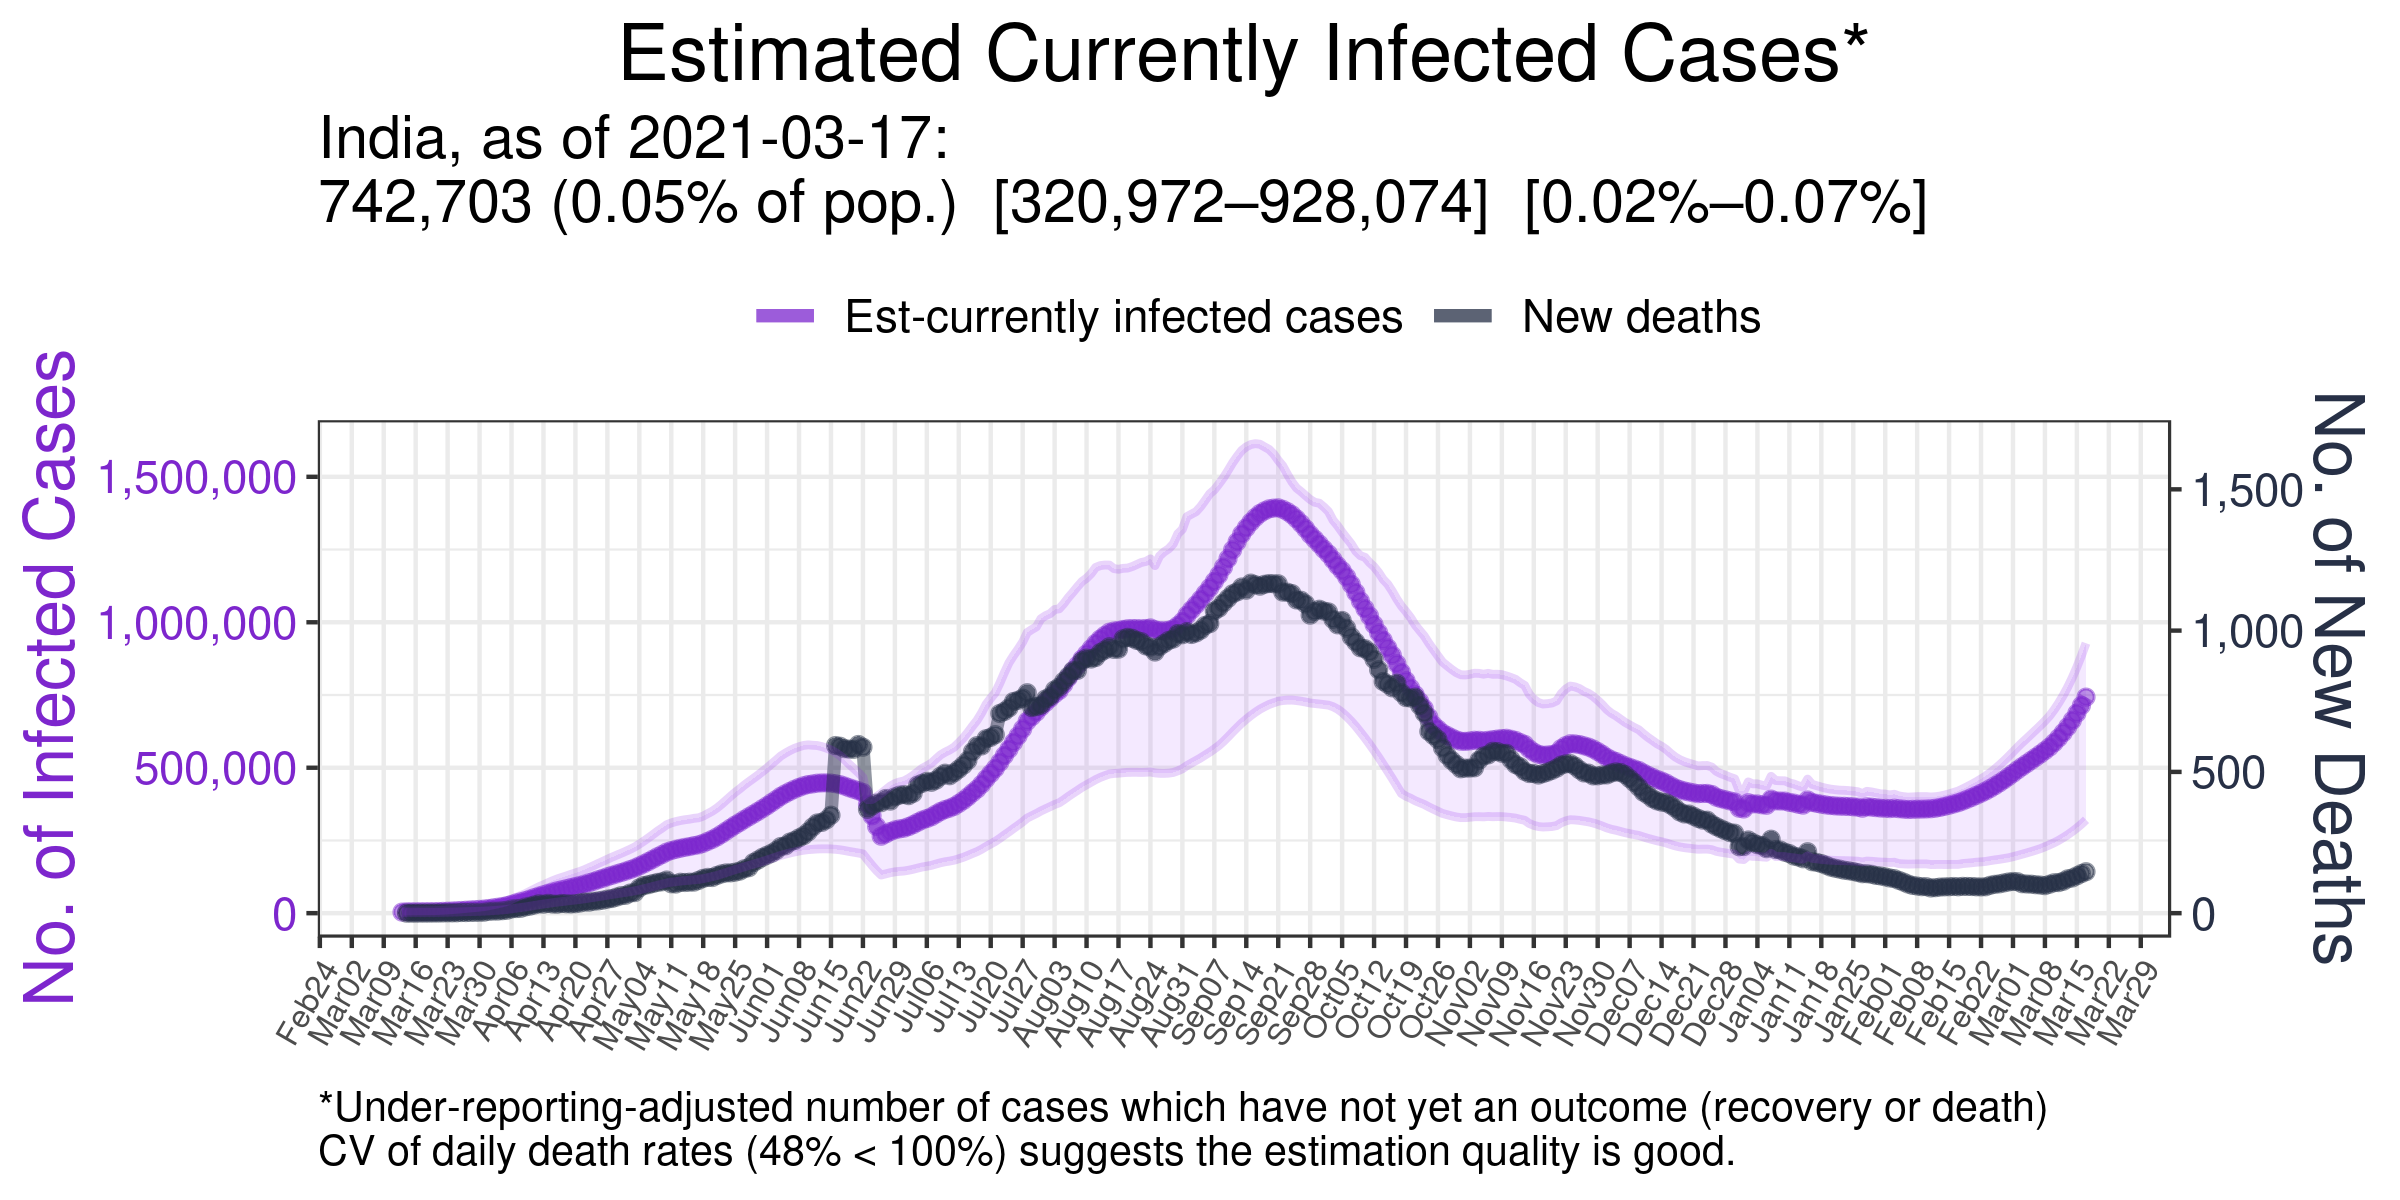 Estimated Currently Infected Cases*
India, as of 2021-03-17:
742,703 (0.05% of pop.)  [320,972–928,074]  [0.02%–0.07%]
Est-currently infected cases New deaths
No. of Infected Cases
1,500,000
1,000,000
500,000
0
1,500
1,000
500
0
No. of New Deaths
Feb24 Mar02 Mar09 Mar16 Mar23 Mar30 Apr06 Apr13 Apr20 Apr27 May04 May11 May18 May25 Jun01 Jun08 Jun15 Jun22 Jun29 Jul06 Jul13 Jul20 Jul27 Aug03 Aug10 Aug17 Aug24 Aug31 Sep07 Sep14 Sep21 Sep28 Oct05 Oct12 Oct19 Oct26 Nov02 Nov09 Nov16 Nov23 Nov30 Dec07 Dec14 Dec21 Dec28 Jan04 Jan11 Jan18 Jan25 Feb01 Feb08 Feb15 Feb22 Mar01 Mar08 Mar15 Mar22 Mar29
*Under-reporting-adjusted number of cases which have not yet an outcome (recovery or death)
CV of daily death rates (48% < 100%) suggests the estimation quality is good.